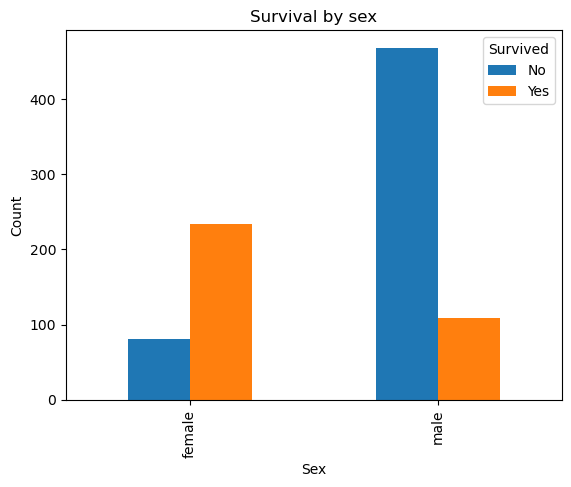 Survival by sex
Survived
No
Yes
400
300
200
100
0
Count
female
male
Sex